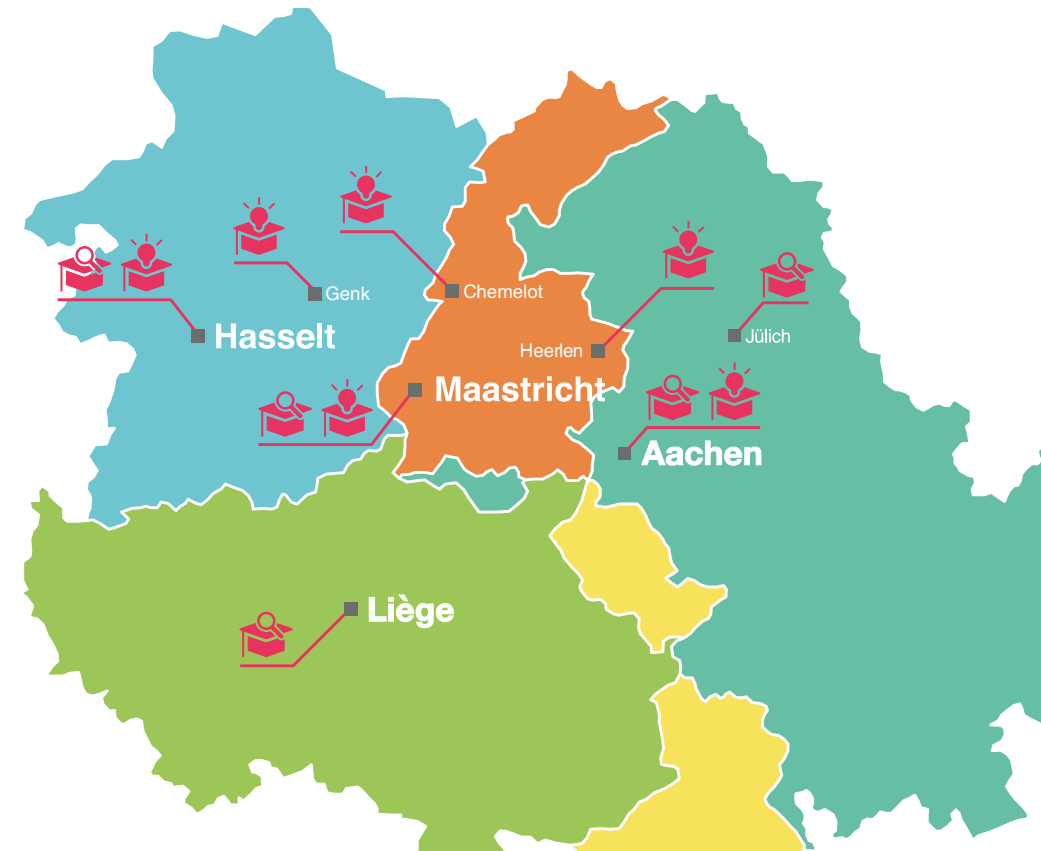 Genk
Chemelot
Hasselt
Heerlen
Jülich
Maastricht
Aachen
Liège